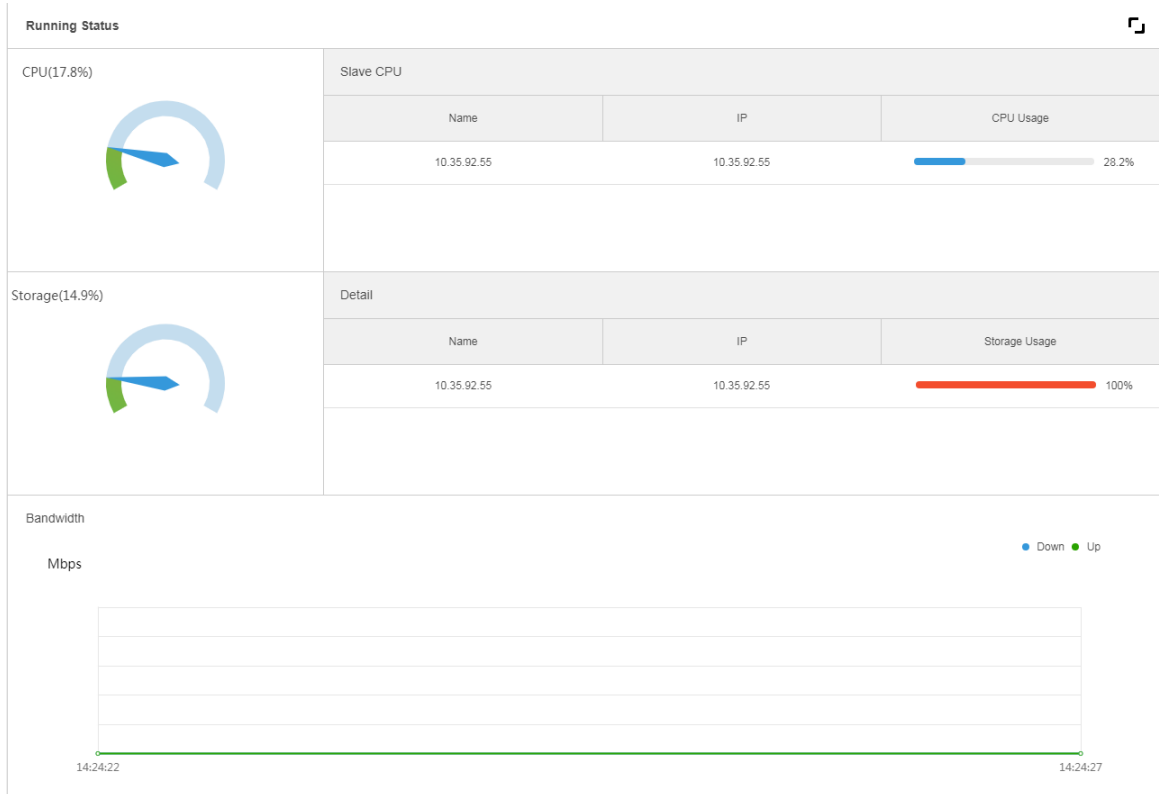 Running Status
CPU(17.8%)
Slave CPU
Name IP CPU Usage
10.35.92.55 10.35.92.55 28.2%
Storage(14.9%)
Detail
Name IP Storage Usage
10.35.92.55 10.35.92.55 100%
Bandwidth
Down Up
Mbps
14:24:22 14:24:27